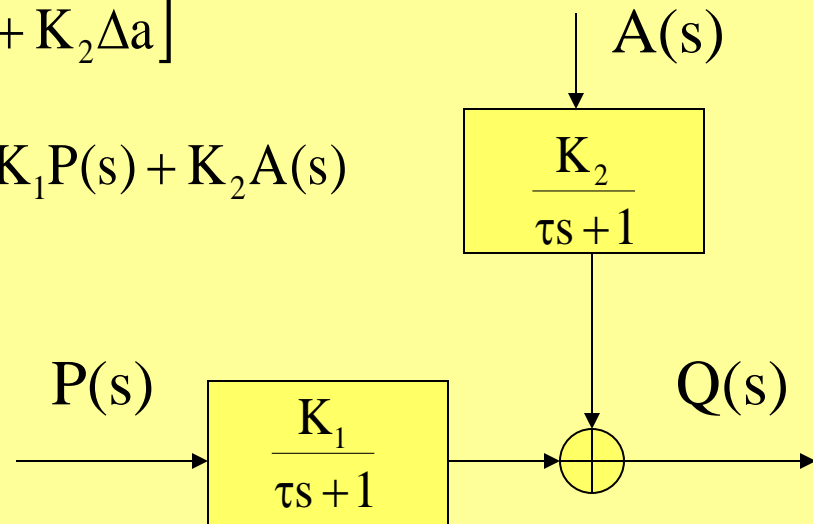 + K₂Δa⌋
A(s)
K₁P(s) + K₂A(s)
K₂
τs + 1
P(s)
Q(s)
K₁
τs + 1